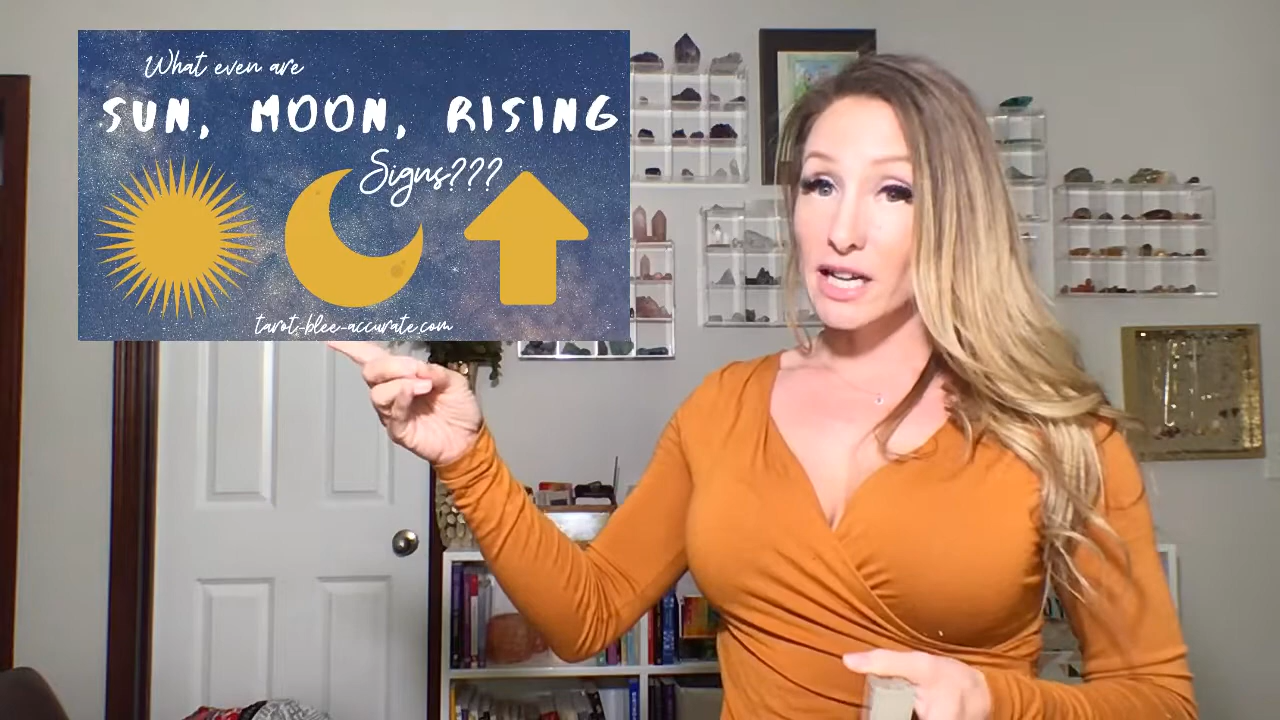 What even are
SUN, MOON, RISING
Signs???
tarot-blee-accurate.com